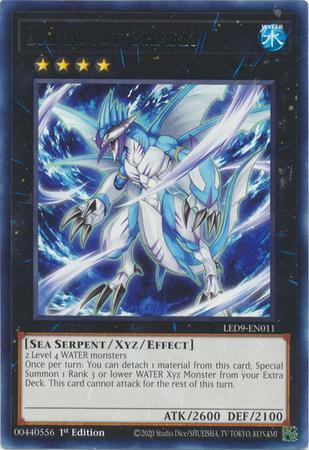 Bahamut Shark
WATER
水
LED9-EN011
[SEA SERPENT/XYZ/EFFECT]
2 Level 4 WATER monsters
Once per turn: You can detach 1 material from this card; Special
Summon 1 Rank 3 or lower WATER Xyz Monster from your Extra
Deck. This card cannot attack for the rest of this turn.
ATK/2600 DEF/2100
00440556 1st Edition ©2020 Studio Dice/SHUEISHA, TV TOKYO, KONAMI